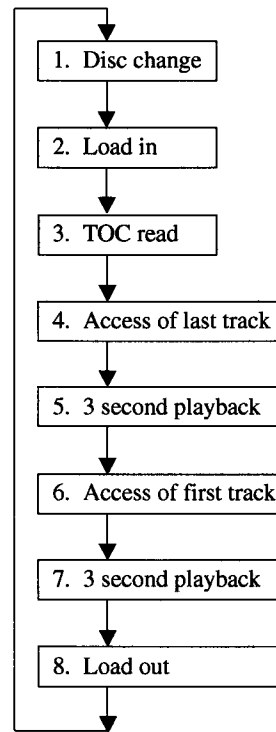 1. Disc change
2. Load in
3. TOC read
4. Access of last track
5. 3 second playback
6. Access of first track
7. 3 second playback
8. Load out